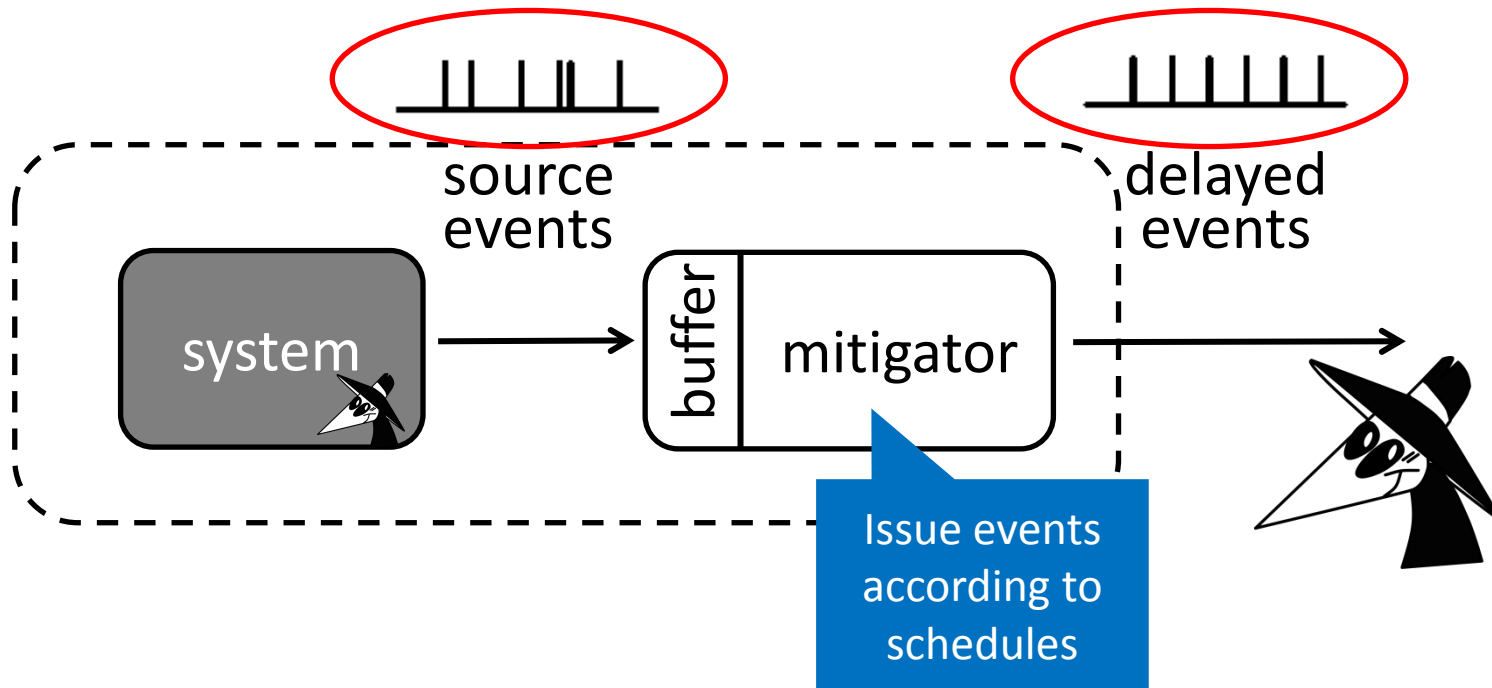 source
events
delayed
events
system
buffer
mitigator
Issue events
according to
schedules